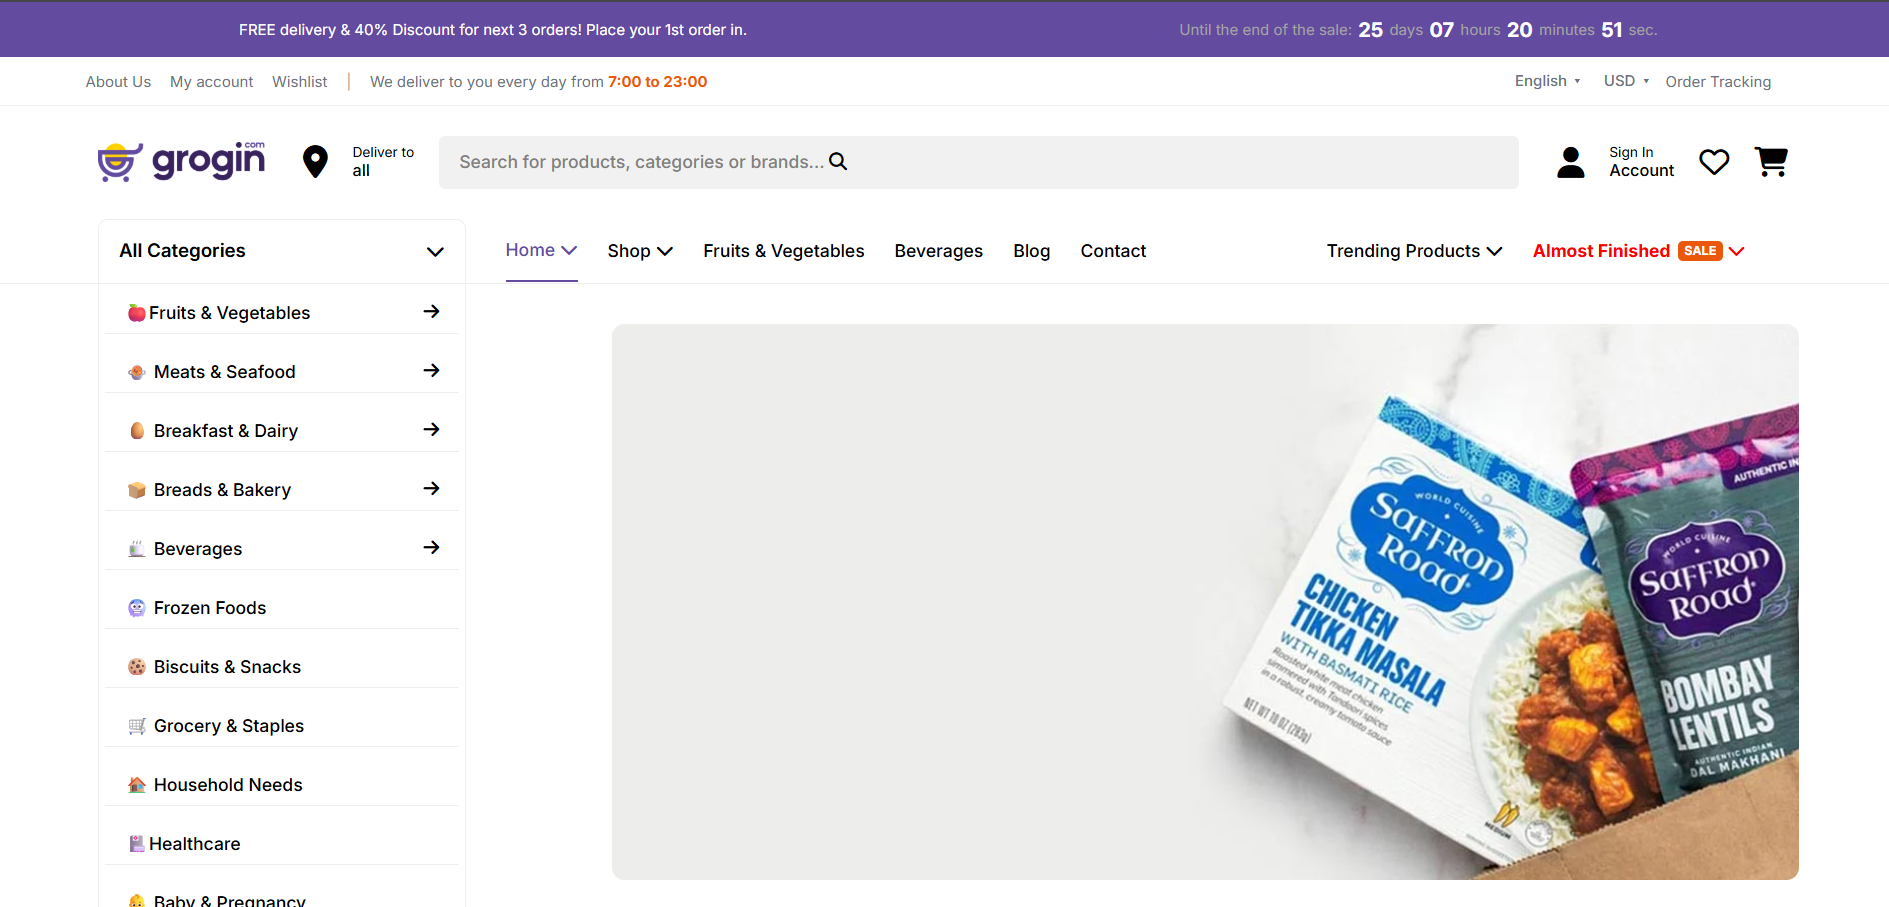 FREE delivery & 40% Discount for next 3 orders! Place your 1st order in.
Until the end of the sale: 25 days 07 hours 20 minutes 51 sec.
About Us My account Wishlist | We deliver to you every day from 7:00 to 23:00
English USD Order Tracking
grogin.com
Deliver to
all
Search for products, categories or brands...
Sign In
Account
All Categories
Home Shop Fruits & Vegetables Beverages Blog Contact
Trending Products Almost Finished SALE
Fruits & Vegetables
Meats & Seafood
Breakfast & Dairy
Breads & Bakery
Beverages
Frozen Foods
Biscuits & Snacks
Grocery & Staples
Household Needs
Healthcare
Baby & Pregnancy
WORLD CUISINE
Saffron
Road
CHICKEN
TIKKA MASALA
WITH BASMATI RICE
Roasted white meat chicken
simmered with Tandoori spices
in a robust, creamy tomato sauce
NET WT 10 OZ (283g)
MEDIUM
AUTHENTIC IN
WORLD CUISINE
Saffron
Road
BOMBAY
LENTILS
AUTHENTIC INDIAN
DAL MAKHANI